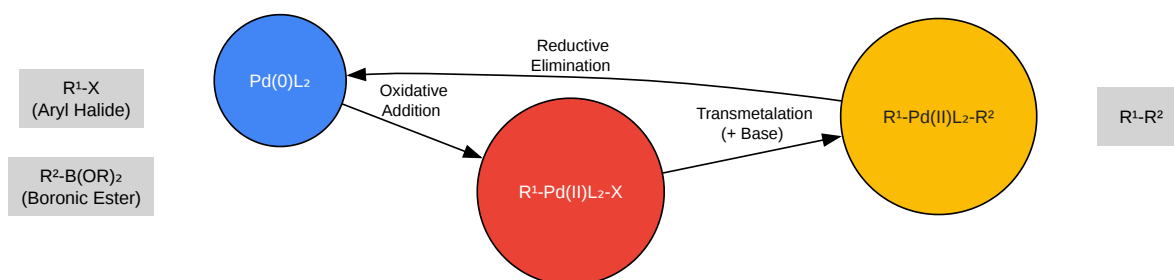 R¹-X
(Aryl Halide)
R²-B(OR)₂
(Boronic Ester)
Pd(0)L₂
Oxidative
Addition
Reductive
Elimination
R¹-Pd(II)L₂-X
Transmetalation
(+ Base)
R¹-Pd(II)L₂-R²
R¹-R²